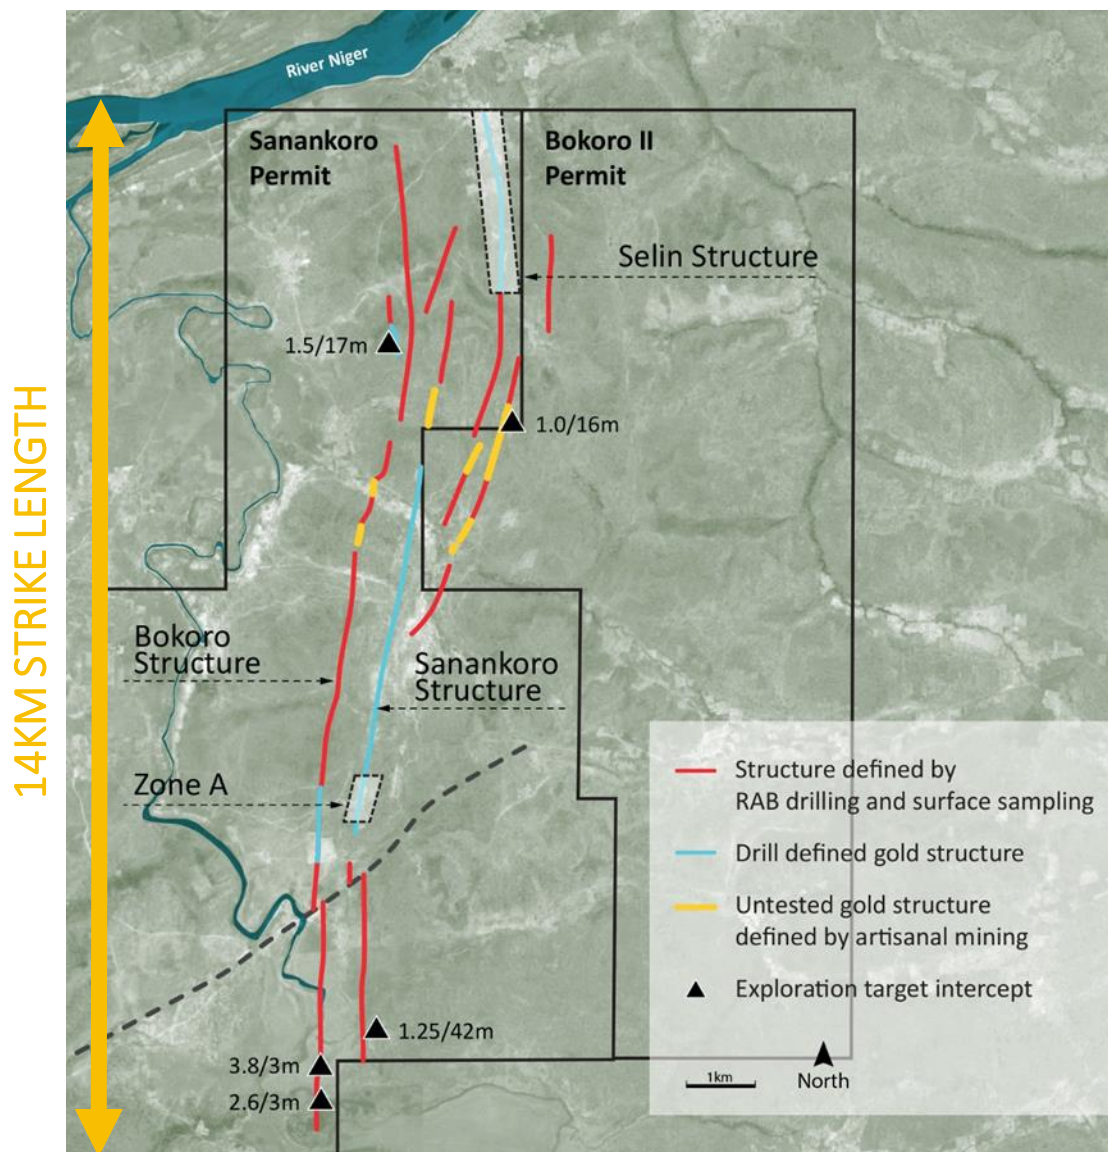 River Niger
Sanankoro
Permit
Bokoro II
Permit
Selin Structure
1.5/17m
1.0/16m
14KM STRIKE LENGTH
Bokoro
Structure
Sanankoro
Structure
Zone A
Structure defined by
RAB drilling and surface sampling
Drill defined gold structure
Untested gold structure
defined by artisanal mining
Exploration target intercept
1.25/42m
3.8/3m
2.6/3m
1km
North